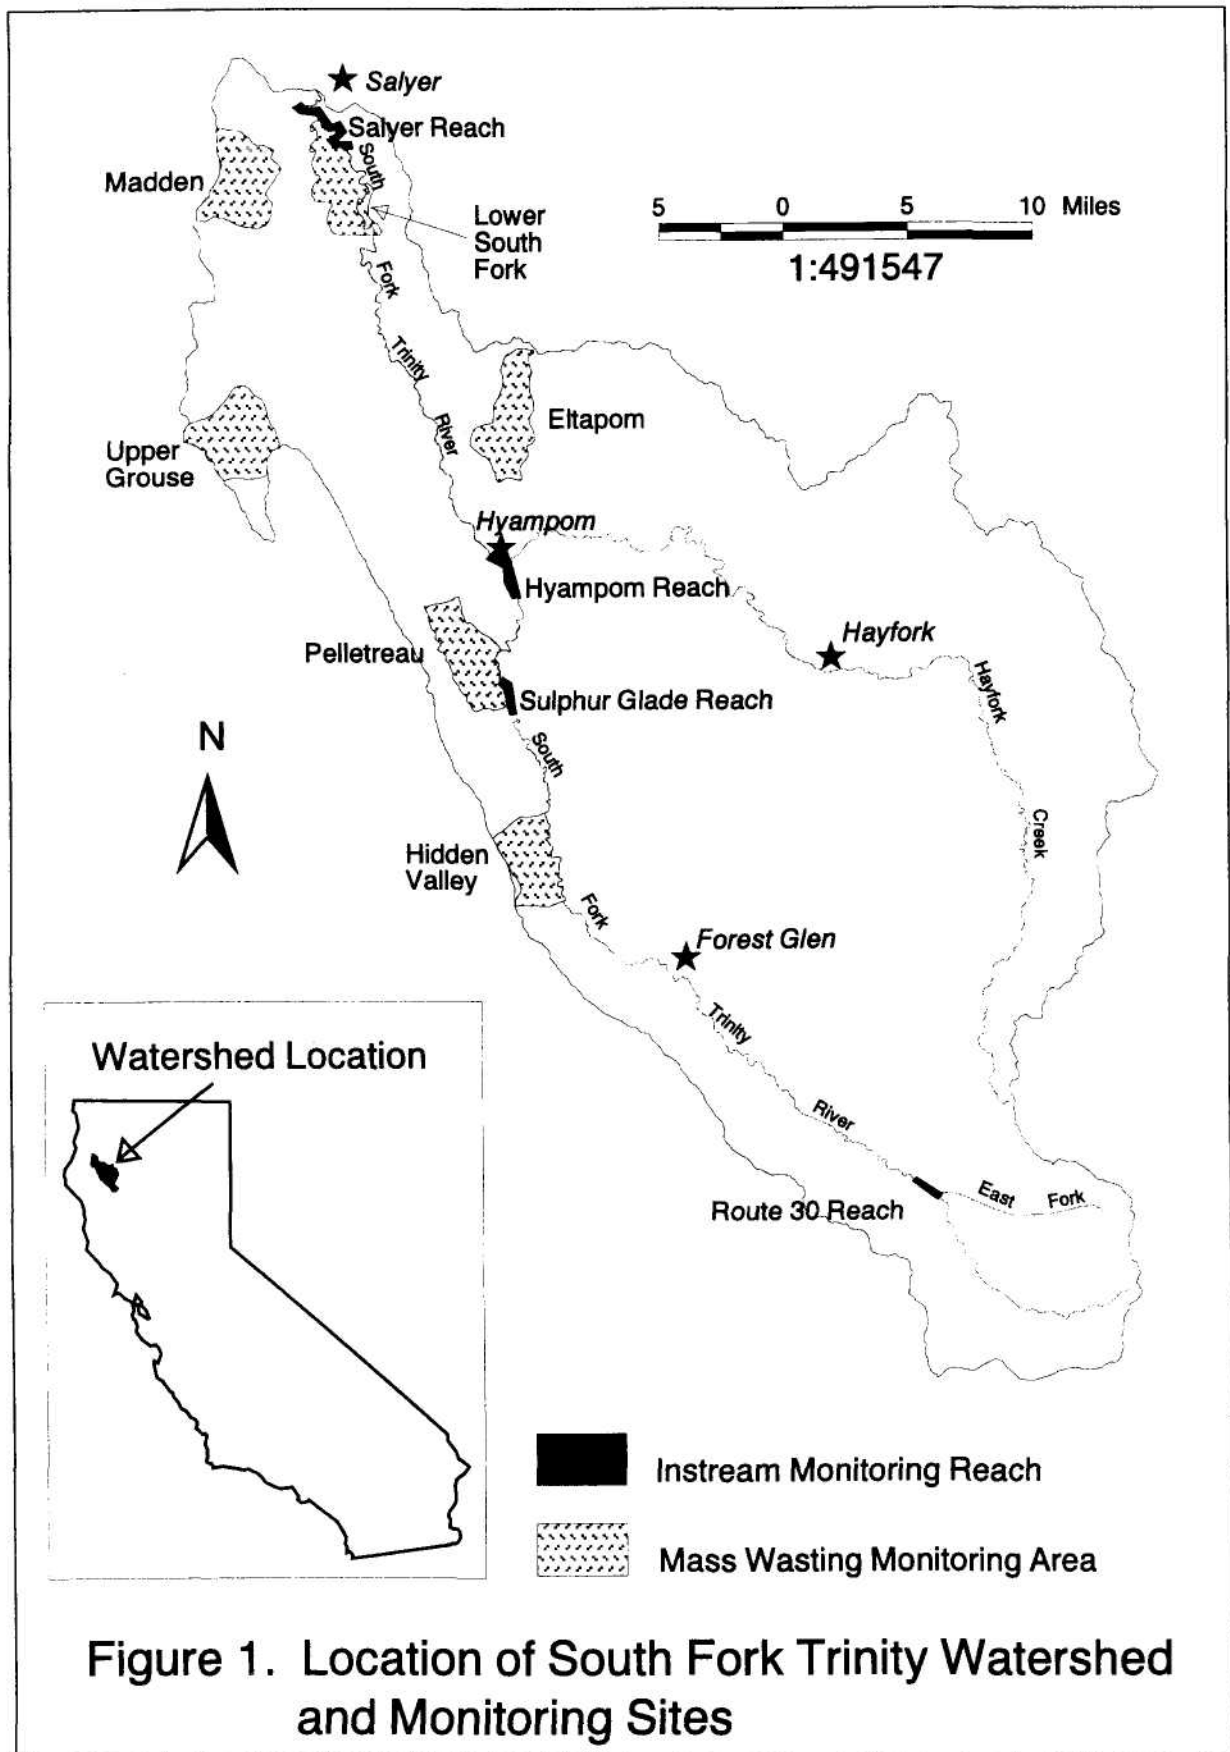 Salyer
Salyer Reach
Madden
South
Lower
South
Fork
5 0 5 10 Miles
1:491547
Fork
Trinity
River
Eltapom
Upper
Grouse
Hyampom
Hyampom Reach
Hayfork
Pelletreau
Hayfork
Sulphur Glade Reach
South
N
Creek
Hidden
Valley
Fork
Forest Glen
Trinity
River
East Fork
Route 30 Reach
Watershed Location
Instream Monitoring Reach
Mass Wasting Monitoring Area
Figure 1. Location of South Fork Trinity Watershed
and Monitoring Sites